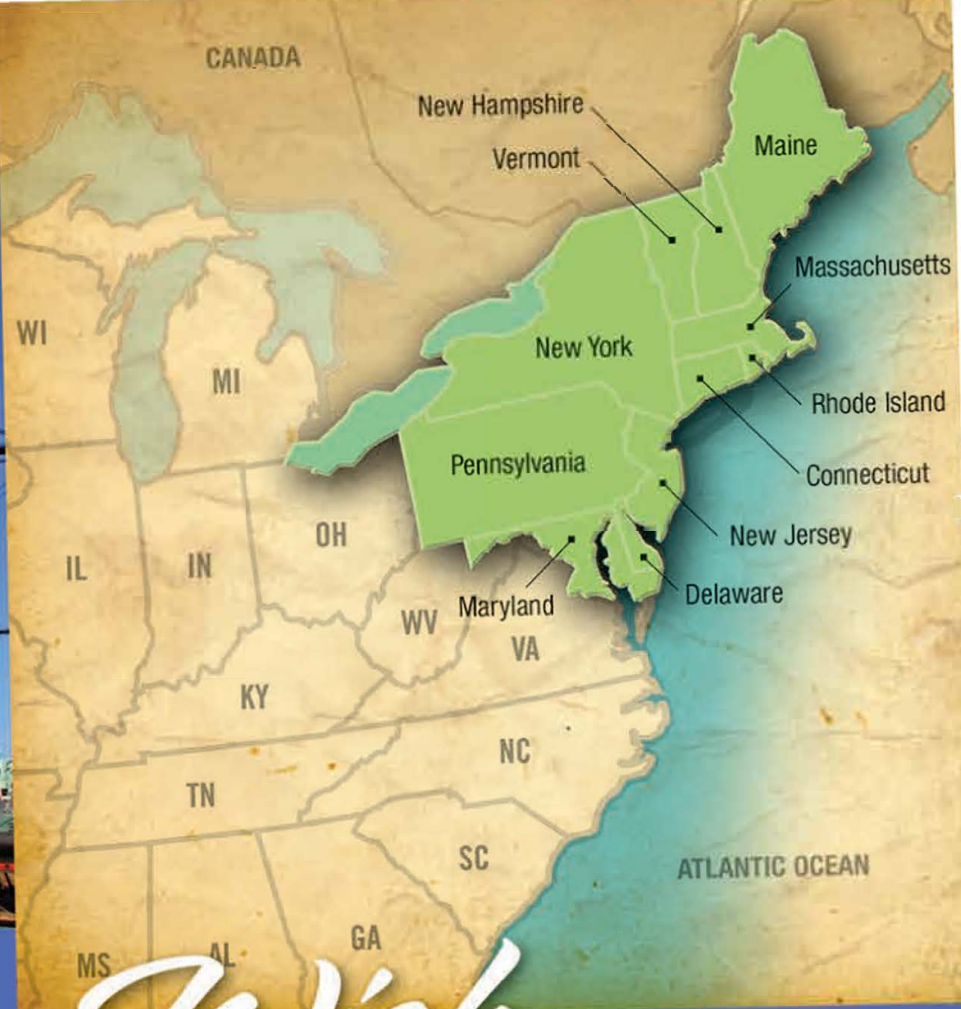 CANADA
New Hampshire
Vermont
Maine
Massachusetts
WI
MI
New York
Rhode Island
Pennsylvania
Connecticut
New Jersey
OH
IL
IN
Delaware
Maryland
WV
VA
KY
NC
TN
SC
ATLANTIC OCEAN
GA
AL
MS